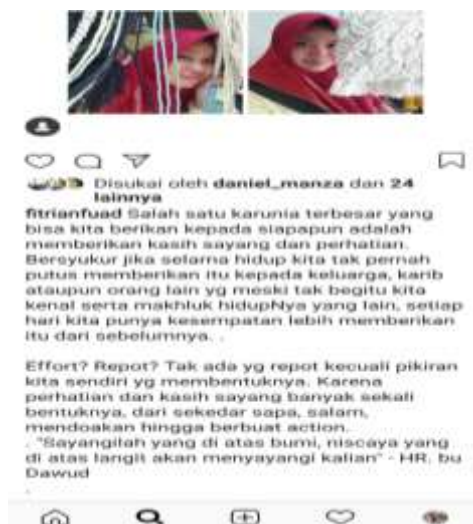 Disukai oleh daniel_manza dan 24
lainnya
fitrianfuad Salah satu karunia terbesar yang
bisa kita berikan kepada siapapun adalah
memberikan kasih sayang dan perhatian.
Bersyukur jika selama hidup kita tak pernah
putus memberikan itu kepada keluarga, karib
ataupun orang lain yg meski tak begitu kita
kenal serta makhluk hidupNya yang lain, setiap
hari kita punya kesempatan lebih memberikan
itu dari sebelumnya. .
Effort? Repot? Tak ada yg repot kecuali pikiran
kita sendiri yg membentuknya. Karena
perhatian dan kasih sayang banyak sekali
bentuknya, dari sekedar sapa, salam,
mendoakan hingga berbuat action.
. "Sayangilah yang di atas bumi, niscaya yang
di atas langit akan menyayangi kalian" - HR. bu
Dawud
.